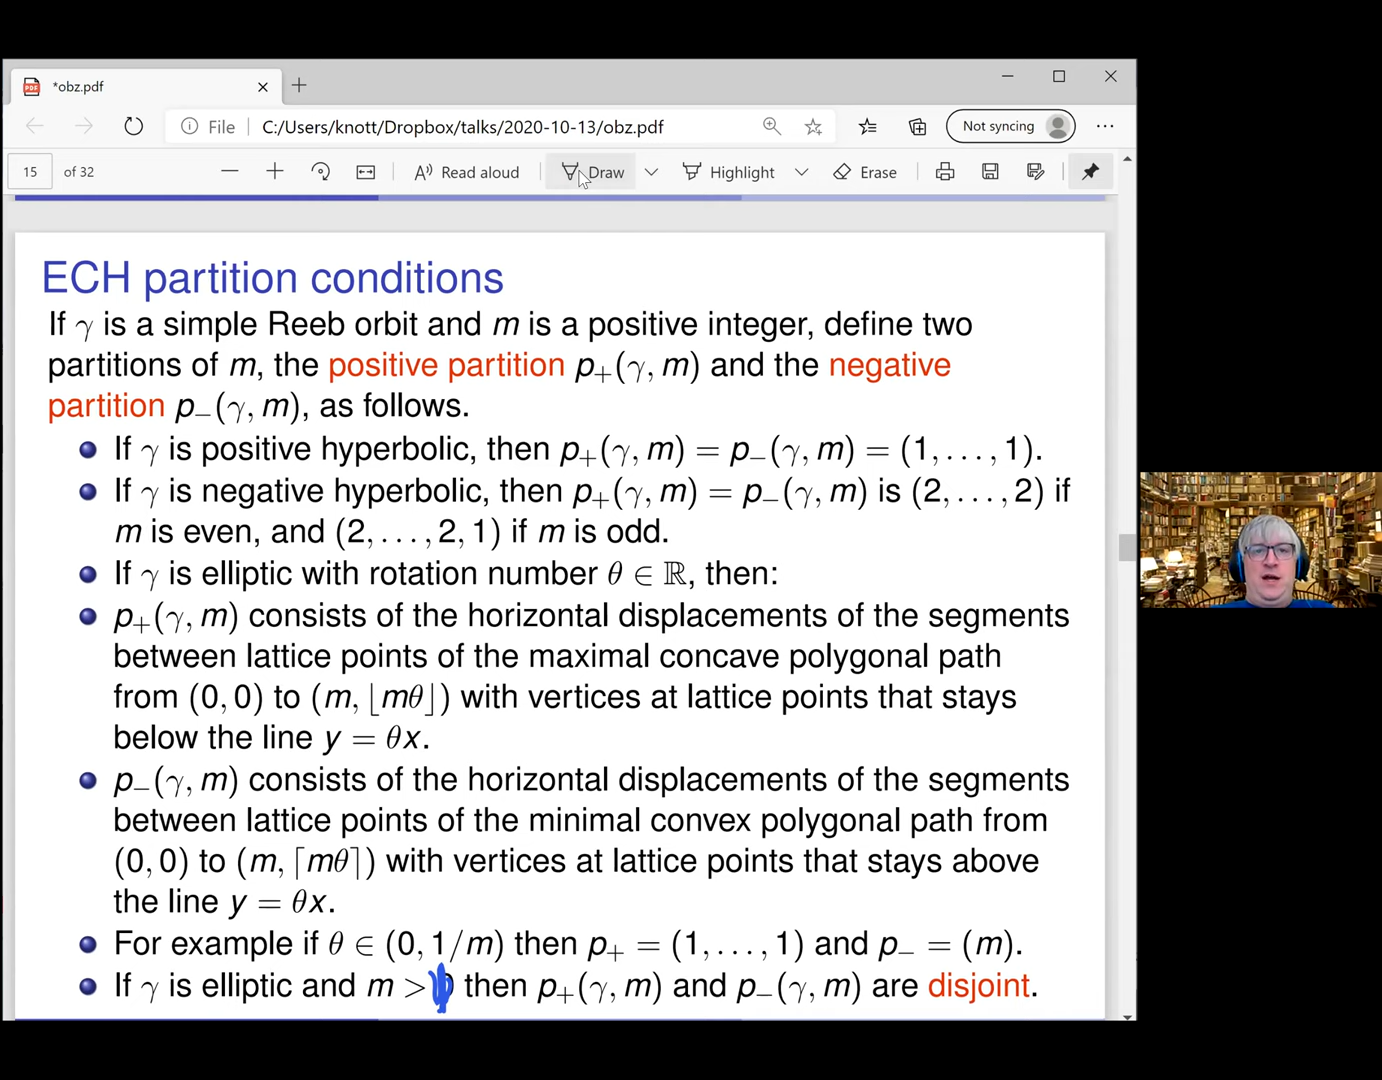 *obz.pdf
File C:/Users/knott/Dropbox/talks/2020-10-13/obz.pdf Not syncing
15 of 32 Read aloud Draw Highlight Erase
ECH partition conditions
If γ is a simple Reeb orbit and m is a positive integer, define two
partitions of m, the positive partition p₊(γ, m) and the negative
partition p₋(γ, m), as follows.
If γ is positive hyperbolic, then p₊(γ, m) = p₋(γ, m) = (1, . . . , 1).
If γ is negative hyperbolic, then p₊(γ, m) = p₋(γ, m) is (2, . . . , 2) if
m is even, and (2, . . . , 2, 1) if m is odd.
If γ is elliptic with rotation number θ ∈ ℝ, then:
p₊(γ, m) consists of the horizontal displacements of the segments
between lattice points of the maximal concave polygonal path
from (0, 0) to (m, ⌊mθ⌋) with vertices at lattice points that stays
below the line y = θx.
p₋(γ, m) consists of the horizontal displacements of the segments
between lattice points of the minimal convex polygonal path from
(0, 0) to (m, ⌈mθ⌉) with vertices at lattice points that stays above
the line y = θx.
For example if θ ∈ (0, 1/m) then p₊ = (1, . . . , 1) and p₋ = (m).
If γ is elliptic and m > then p₊(γ, m) and p₋(γ, m) are disjoint.